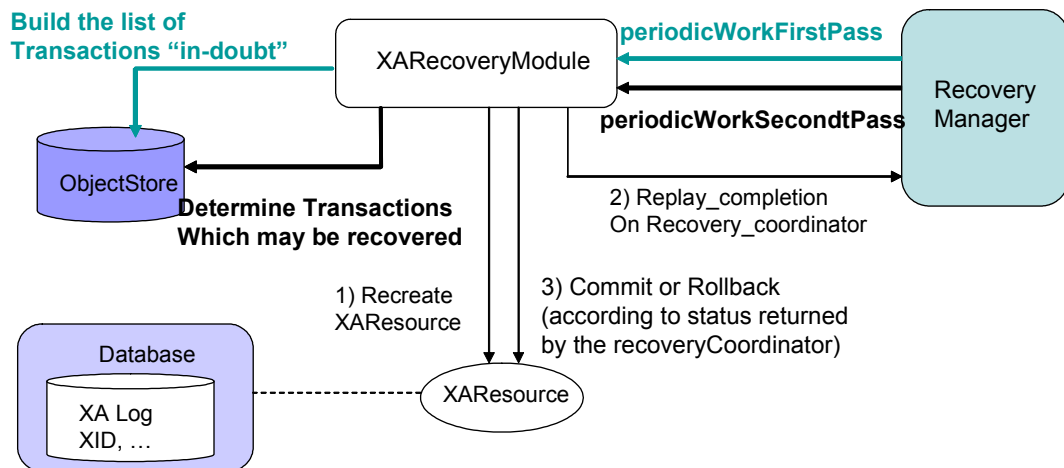 Build the list of
Transactions “in-doubt”
XARecoveryModule
periodicWorkFirstPass
periodicWorkSecondtPass
Recovery
Manager
ObjectStore
Determine Transactions
Which may be recovered
2) Replay_completion
On Recovery_coordinator
1) Recreate
XAResource
3) Commit or Rollback
(according to status returned
by the recoveryCoordinator)
Database
XA Log
XID, …
XAResource